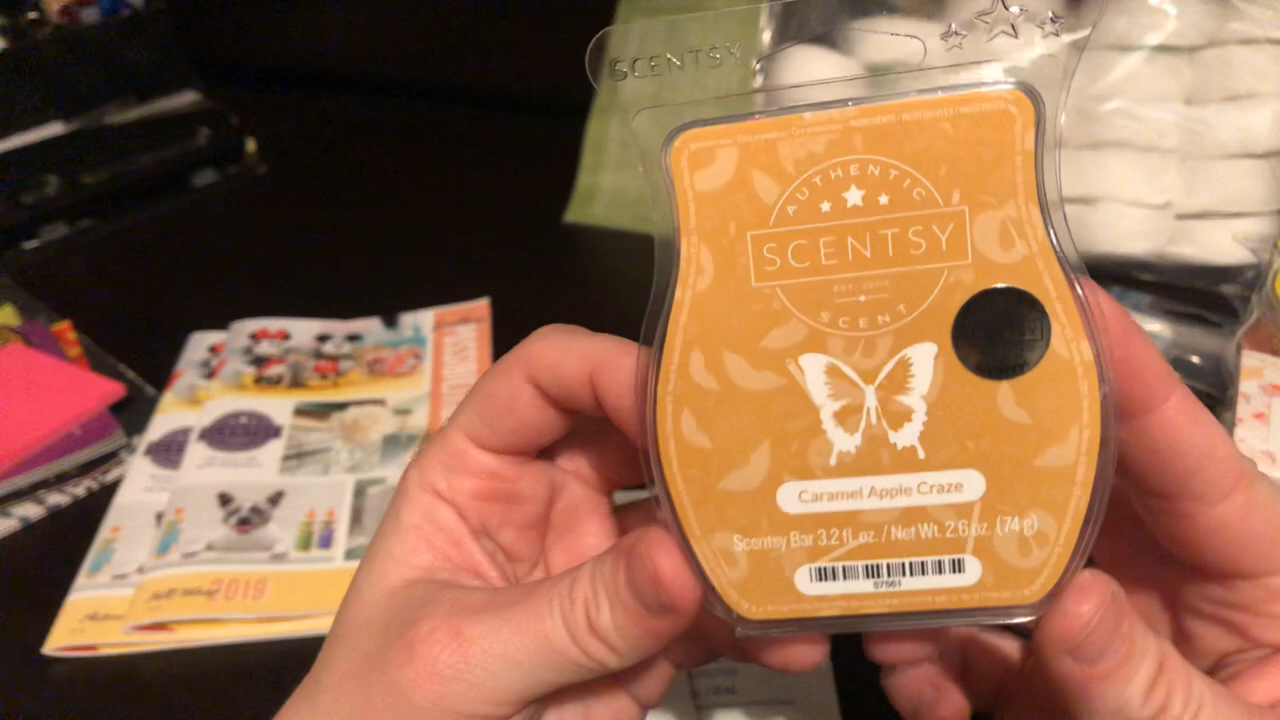 SCENTSY
AUTHENTIC
SCENTSY
EST. 2004
SCENT
Caramel Apple Craze
Scentsy Bar 3.2 fl. oz. / Net Wt. 2.6 oz. (74 g)
57561
2019